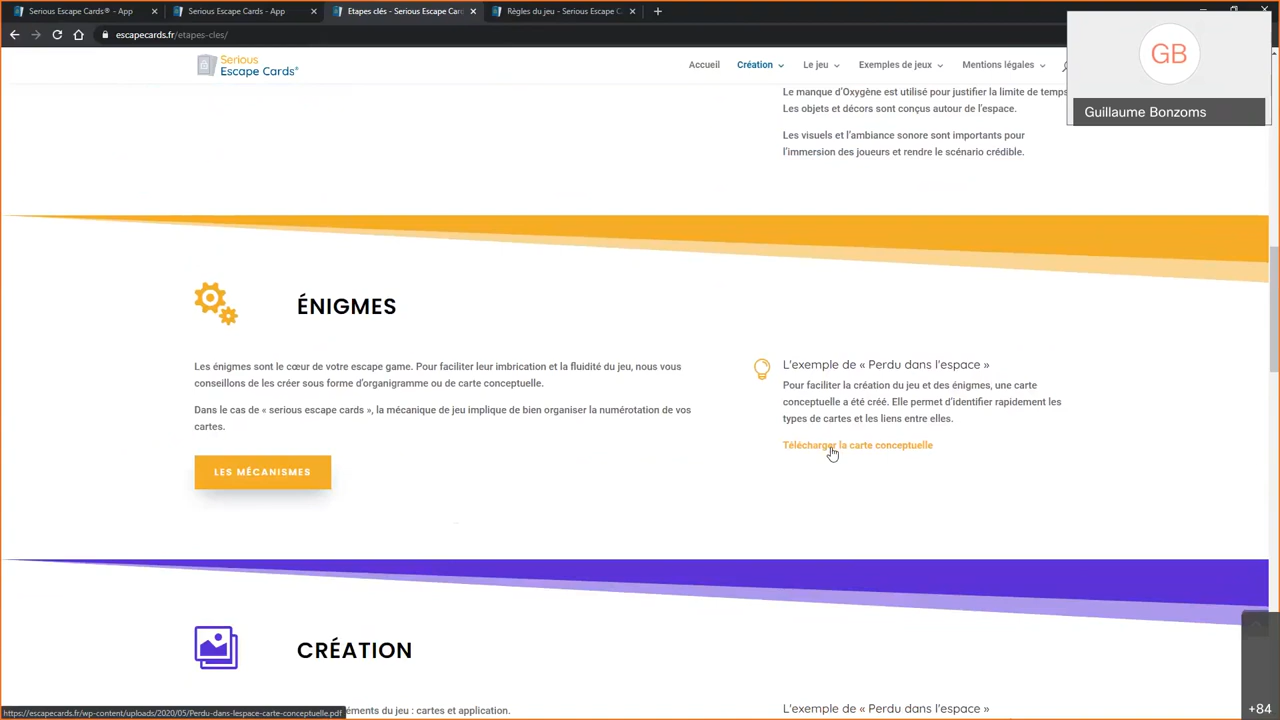 Serious Escape Cards® - App
Serious Escape Cards - App
Etapes clés - Serious Escape Car
Règles du jeu - Serious Escape C
escapecards.fr/etapes-cles/
Serious
Escape Cards®
Accueil
Création
Le jeu
Exemples de jeux
Mentions légales
GB
Guillaume Bonzoms
Le manque d'Oxygène est utilisé pour justifier la limite de temps
Les objets et décors sont conçus autour de l'espace.
Les visuels et l'ambiance sonore sont importants pour
l'immersion des joueurs et rendre le scénario crédible.
ÉNIGMES
Les énigmes sont le cœur de votre escape game. Pour faciliter leur imbrication et la fluidité du jeu, nous vous
conseillons de les créer sous forme d'organigramme ou de carte conceptuelle.
Dans le cas de « serious escape cards », la mécanique de jeu implique de bien organiser la numérotation de vos
cartes.
LES MÉCANISMES
L'exemple de « Perdu dans l'espace »
Pour faciliter la création du jeu et des énigmes, une carte
conceptuelle a été créé. Elle permet d'identifier rapidement les
types de cartes et les liens entre elles.
Télécharger la carte conceptuelle
CRÉATION
éments du jeu : cartes et application.
L'exemple de « Perdu dans l'espace »
https://escapecards.fr/wp-content/uploads/2020/05/Perdu-dans-lespace-carte-conceptuelle.pdf
+84